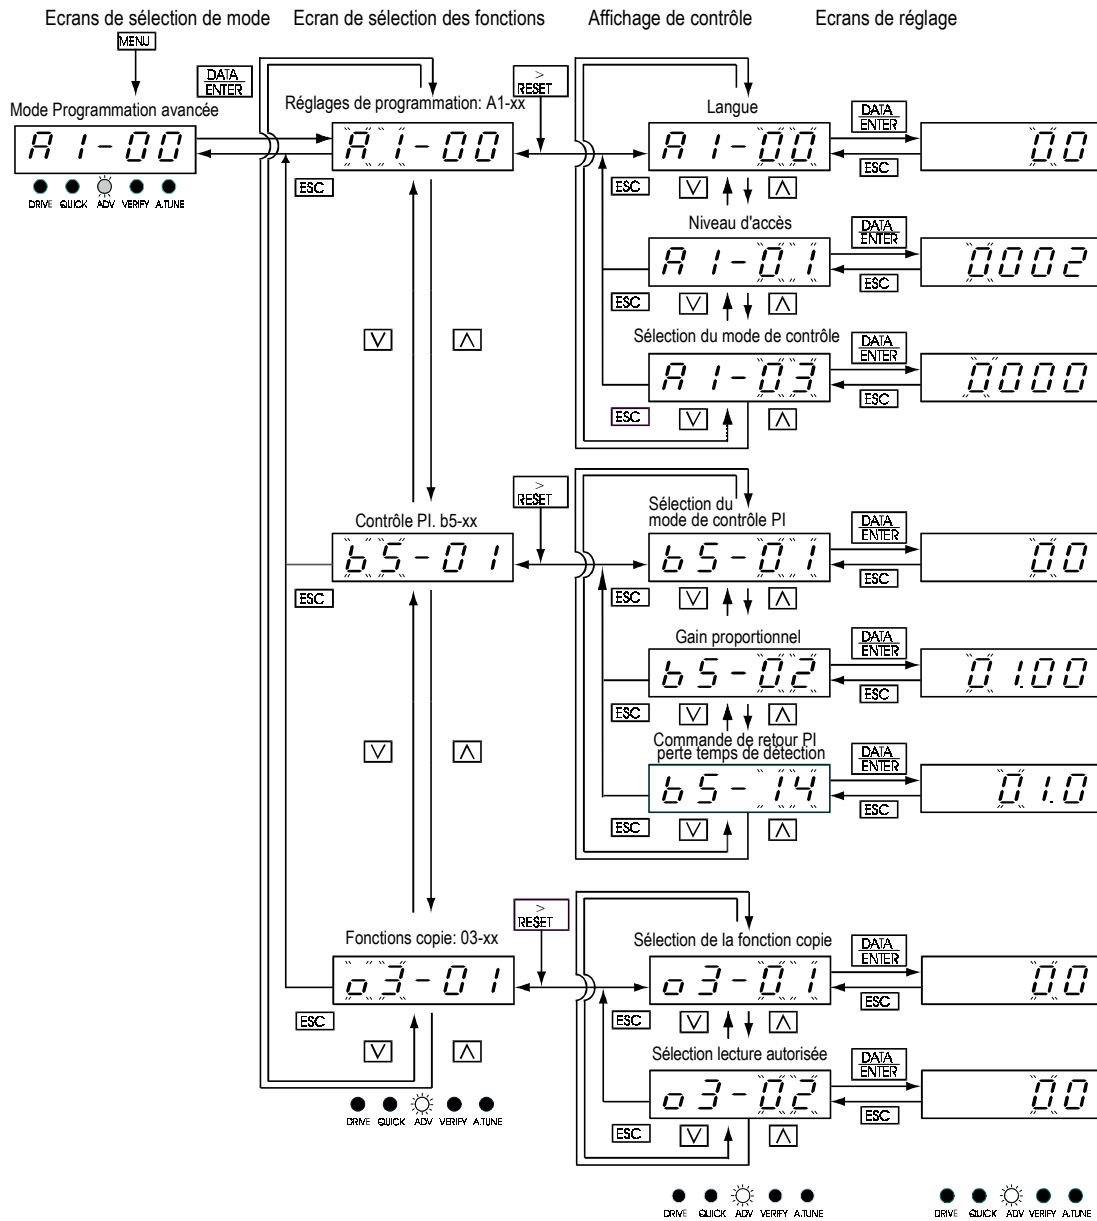 Ecrans de sélection de mode Ecran de sélection des fonctions Affichage de contrôle Ecrans de réglage
MENU
DATA
ENTER
>
RESET
Mode Programmation avancée
Réglages de programmation: A1-xx
Langue
DATA
ENTER
A1-00
A1-00
A1-00
00
ESC
ESC
ESC
DRIVE QUICK ADV VERIFY A.TUNE
Niveau d'accès
DATA
ENTER
A1-01
0002
ESC
ESC
Sélection du mode de contrôle
DATA
ENTER
A1-03
0000
ESC
ESC
>
RESET
Contrôle PI. b5-xx
Sélection du
mode de contrôle PI
DATA
ENTER
b5-01
b5-01
00
ESC
ESC
ESC
Gain proportionnel
DATA
ENTER
b5-02
01.00
ESC
ESC
Commande de retour PI
perte temps de détection
DATA
ENTER
b5-14
01.0
ESC
ESC
>
RESET
Fonctions copie: 03-xx
Sélection de la fonction copie
DATA
ENTER
o3-01
o3-01
00
ESC
ESC
ESC
Sélection lecture autorisée
DATA
ENTER
o3-02
00
ESC
ESC
DRIVE QUICK ADV VERIFY A.TUNE
DRIVE QUICK ADV VERIFY A.TUNE
DRIVE QUICK ADV VERIFY A.TUNE